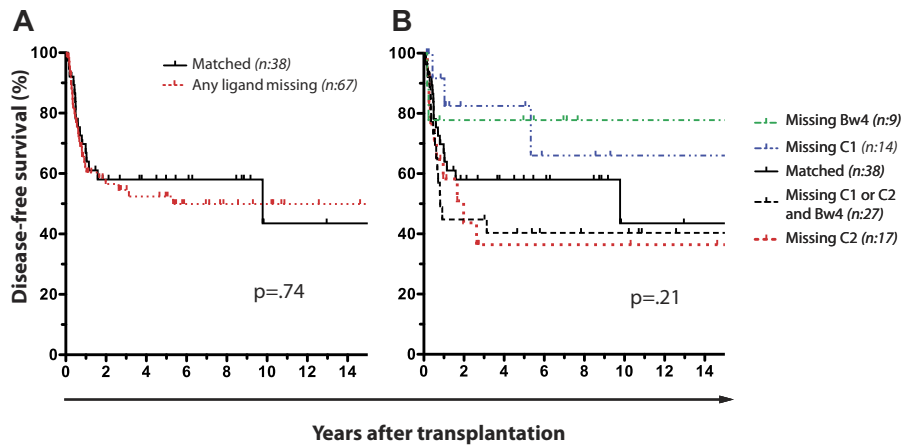 A
B
Disease-free survival (%)
100
80
60
40
20
0
0 2 4 6 8 10 12 14
Matched (n:38)
Any ligand missing (n:67)
p=.74
100
80
60
40
20
0
0 2 4 6 8 10 12 14
p=.21
Missing Bw4 (n:9)
Missing C1 (n:14)
Matched (n:38)
Missing C1 or C2
and Bw4 (n:27)
Missing C2 (n:17)
Years after transplantation